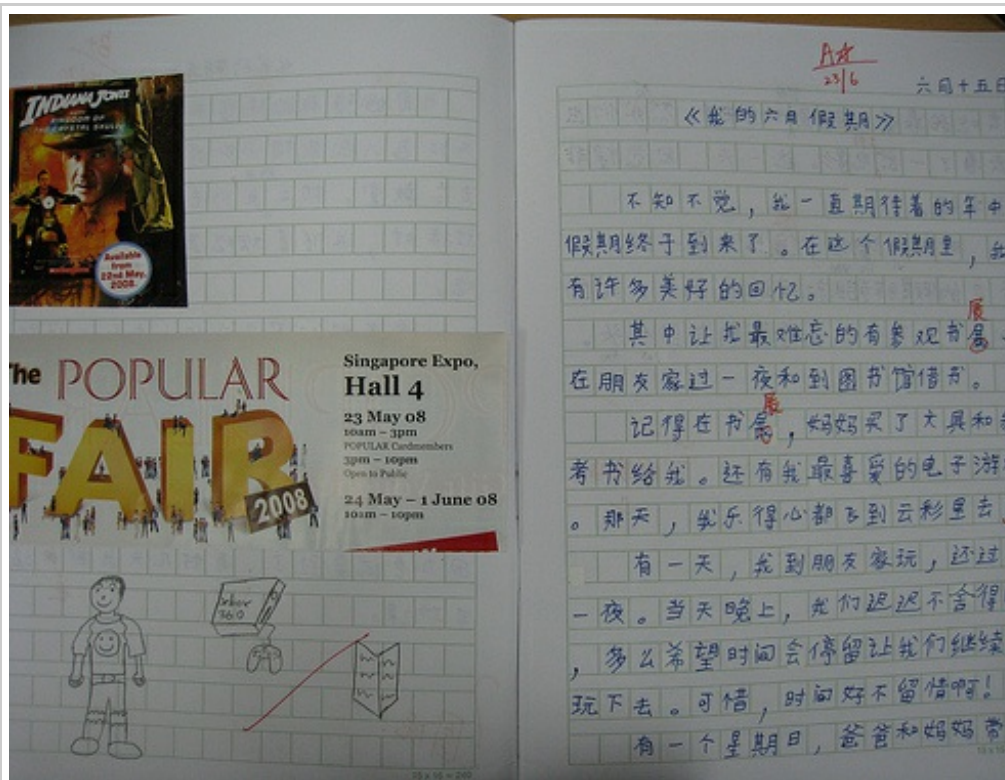 INDIANA JONES
KINGDOM OF
THE CRYSTAL SKULL
Available
from
22nd May,
2008
The POPULAR
FAIR
2008
Singapore Expo,
Hall 4
23 May 08
10am – 3pm
POPULAR Cardmembers
3pm – 10pm
Open to Public
24 May – 1 June 08
10am – 10pm
360
A☆
23/6
六月十五日
《我的六月假期》
不知不觉，我一直期待着的年中
假期终于到来了。在这个假期里，我
有许多美好的回忆。
展
其中让我最难忘的有参观书
在朋友家过一夜和到图书馆借书。
展
记得在书，妈妈买了文具和
考书给我。还有我最喜爱的电子游
。那天，我乐得心都飞到云彩里去
有一天，我到朋友家玩，还过
一夜。当天晚上，我们迟迟不舍得
，多么希望时间会停留让我们继续
玩下去。可惜，时间好不留情啊！
有一个星期日，爸爸和妈妈带